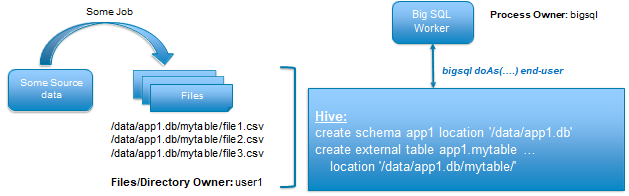 Some Job
Some Source
data
Files
/data/app1.db/mytable/file1.csv
/data/app1.db/mytable/file2.csv
/data/app1.db/mytable/file3.csv
Files/Directory Owner: user1
Big SQL
Worker
Process Owner: bigsql
bigsql doAs(....) end-user
Hive:
create schema app1 location '/data/app1.db'
create external table app1.mytable ...
location '/data/app1.db/mytable/'